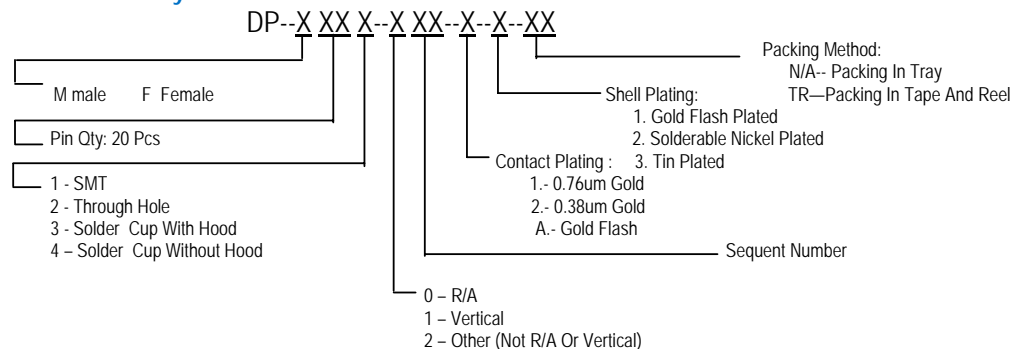 DP--X XX X--X XX--X--X--XX
Packing Method:
N/A-- Packing In Tray
TR—Packing In Tape And Reel
M male F Female
Shell Plating:
1. Gold Flash Plated
2. Solderable Nickel Plated
3. Tin Plated
Pin Qty: 20 Pcs
Contact Plating :
1.- 0.76um Gold
2.- 0.38um Gold
A.- Gold Flash
1 - SMT
2 - Through Hole
3 - Solder Cup With Hood
4 – Solder Cup Without Hood
Sequent Number
0 – R/A
1 – Vertical
2 – Other (Not R/A Or Vertical)